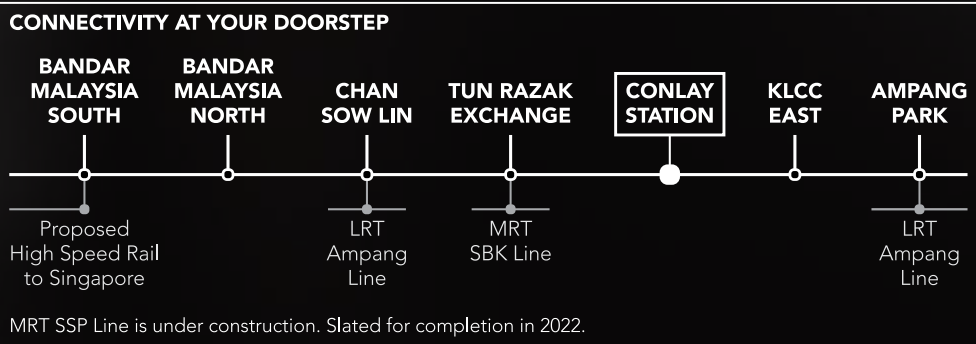 CONNECTIVITY AT YOUR DOORSTEP
BANDAR
MALAYSIA
SOUTH
BANDAR
MALAYSIA
NORTH
CHAN
SOW LIN
TUN RAZAK
EXCHANGE
CONLAY
STATION
KLCC
EAST
AMPANG
PARK
Proposed
High Speed Rail
to Singapore
LRT
Ampang
Line
MRT
SBK Line
LRT
Ampang
Line
MRT SSP Line is under construction. Slated for completion in 2022.